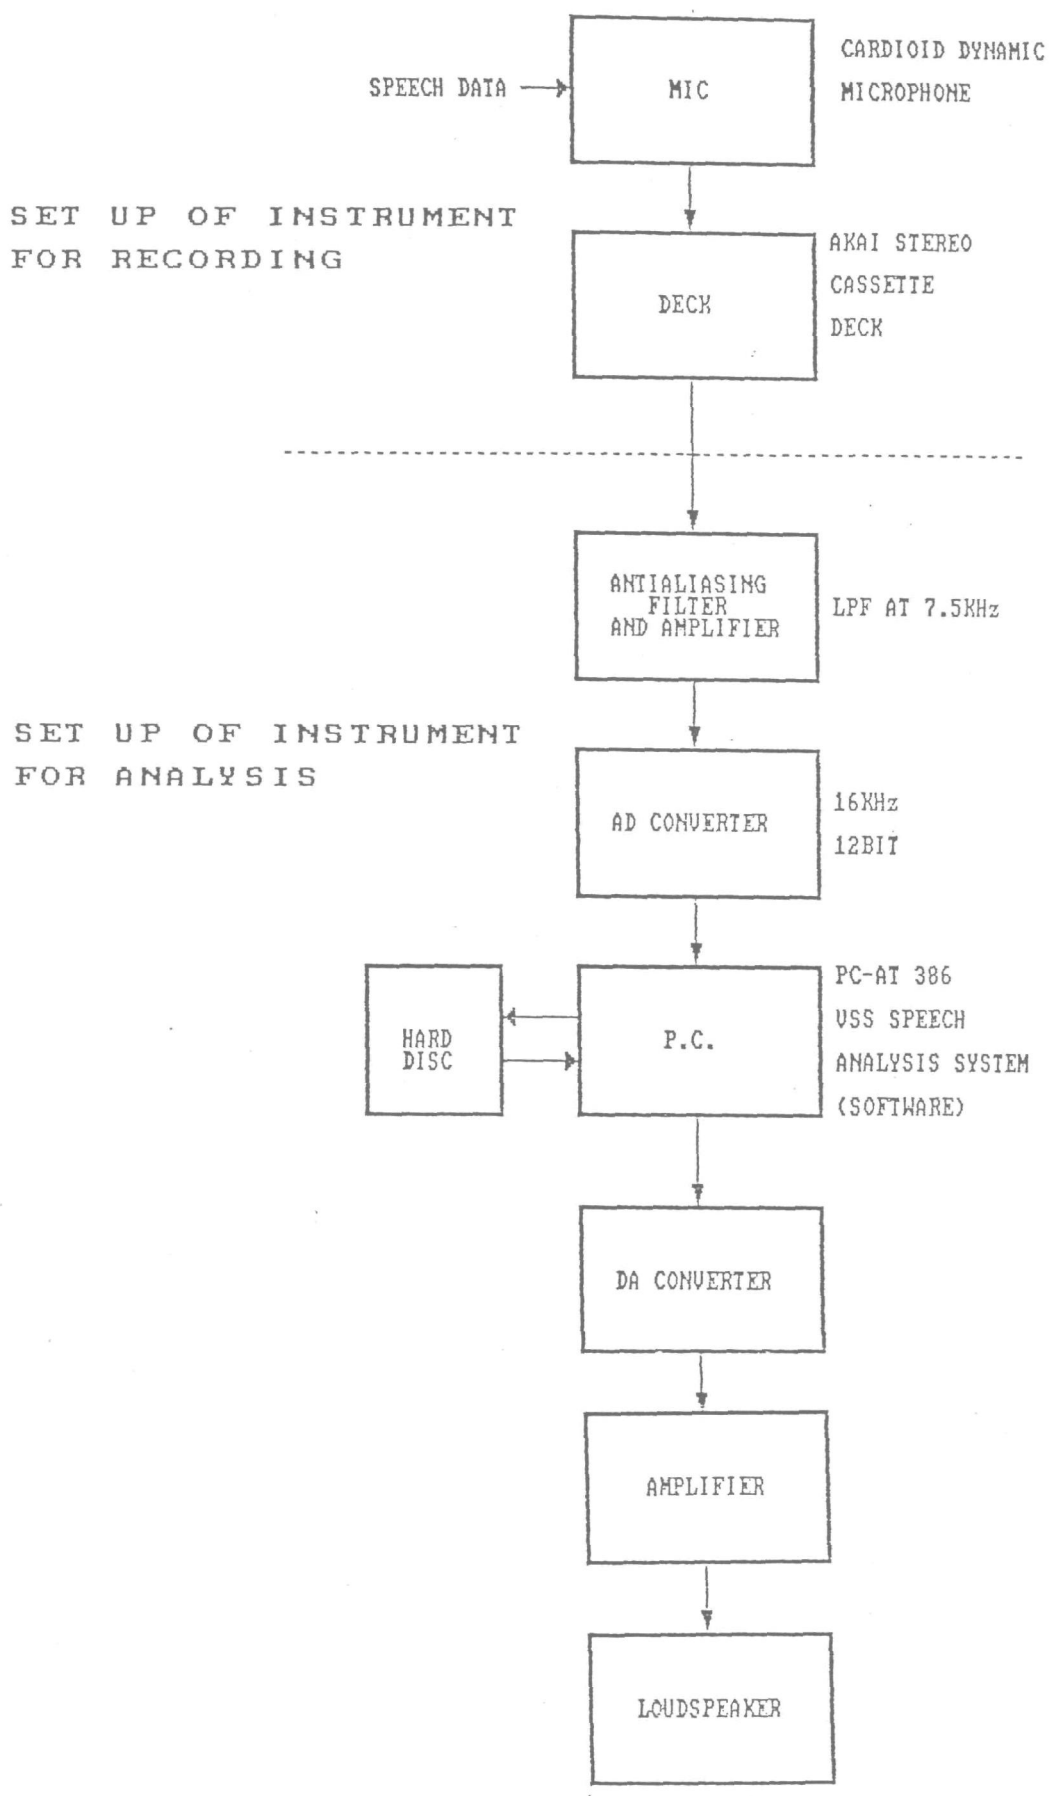 CARDIOID DYNAMIC
MICROPHONE
SPEECH DATA
MIC
SET UP OF INSTRUMENT
FOR RECORDING
DECK
AKAI STEREO
CASSETTE
DECK
ANTIALIASING
FILTER
AND AMPLIFIER
LPF AT 7.5KHz
SET UP OF INSTRUMENT
FOR ANALYSIS
AD CONVERTER
16KHz
12BIT
HARD
DISC
P.C.
PC-AT 386
VSS SPEECH
ANALYSIS SYSTEM
(SOFTWARE)
DA CONVERTER
AMPLIFIER
LOUDSPEAKER